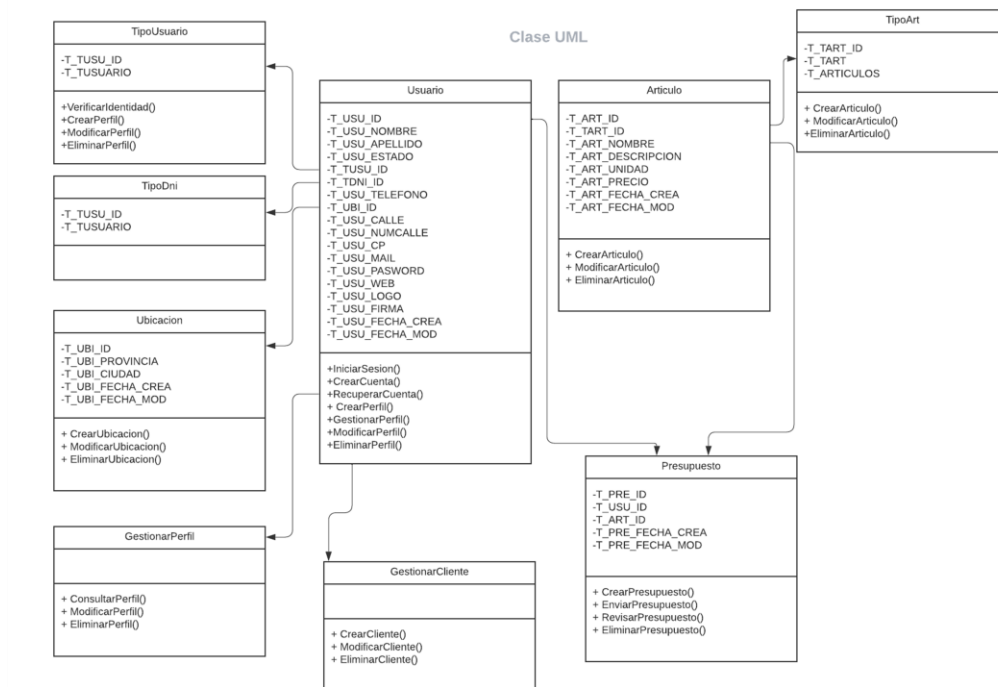 Clase UML
TipoUsuario
-T_TUSU_ID
-T_TUSUARIO
+VerificarIdentidad()
+CrearPerfil()
+ModificarPerfil()
+EliminarPerfil()
TipoDni
-T_TUSU_ID
-T_TUSUARIO
Ubicacion
-T_UBI_ID
-T_UBI_PROVINCIA
-T_UBI_CIUDAD
-T_UBI_FECHA_CREA
-T_UBI_FECHA_MOD
+ CrearUbicacion()
+ ModificarUbicacion()
+ EliminarUbicacion()
GestionarPerfil
+ ConsultarPerfil()
+ ModificarPerfil()
+ EliminarPerfil()
Usuario
-T_USU_ID
-T_USU_NOMBRE
-T_USU_APELLIDO
-T_USU_ESTADO
-T_TUSU_ID
-T_TDNI_ID
-T_USU_TELEFONO
-T_UBI_ID
-T_USU_CALLE
-T_USU_NUMCALLE
-T_USU_CP
-T_USU_MAIL
-T_USU_PASWORD
-T_USU_WEB
-T_USU_LOGO
-T_USU_FIRMA
-T_USU_FECHA_CREA
-T_USU_FECHA_MOD
+IniciarSesion()
+CrearCuenta()
+RecuperarCuenta()
+ CrearPerfil()
+GestionarPerfil()
+ModificarPerfil()
+EliminarPerfil()
GestionarCliente
+ CrearCliente()
+ ModificarCliente()
+ EliminarCliente()
Articulo
-T_ART_ID
-T_TART_ID
-T_ART_NOMBRE
-T_ART_DESCRIPCION
-T_ART_UNIDAD
-T_ART_PRECIO
-T_ART_FECHA_CREA
-T_ART_FECHA_MOD
+ CrearArticulo()
+ ModificarArticulo()
+ EliminarArticulo()
TipoArt
-T_TART_ID
-T_TART
-T_ARTICULOS
+ CrearArticulo()
+ ModificarArticulo()
+EliminarArticulo()
Presupuesto
-T_PRE_ID
-T_USU_ID
-T_ART_ID
-T_PRE_FECHA_CREA
-T_PRE_FECHA_MOD
+ CrearPresupuesto()
+ EnviarPresupuesto()
+ RevisarPresupuesto()
+ EliminarPresupuesto()